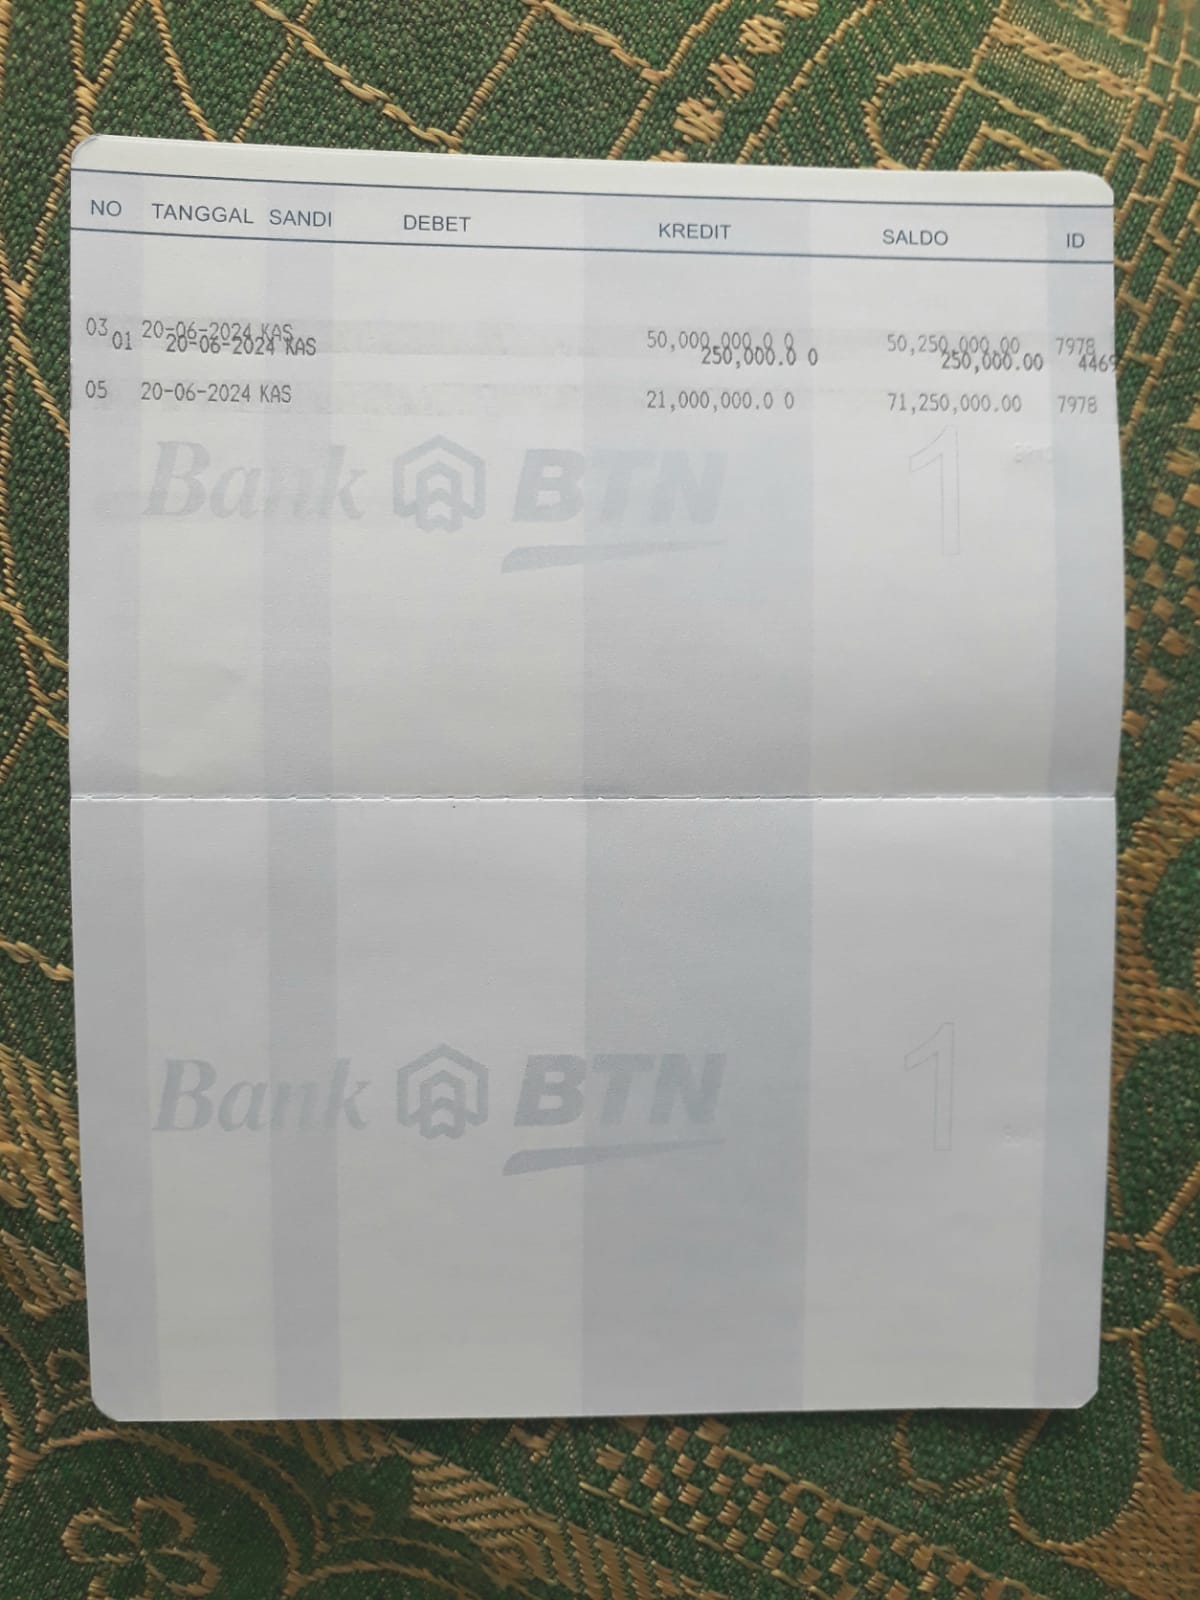 NO TANGGAL SANDI DEBET KREDIT SALDO ID
03 20-06-2024 KAS 50,000,000.0 0 50,250,000.00 7978
01 20-06-2024 KAS 250,000.0 0 250,000.00 4469
05 20-06-2024 KAS 21,000,000.0 0 71,250,000.00 7978
Bank BTN 1
Bank BTN 1